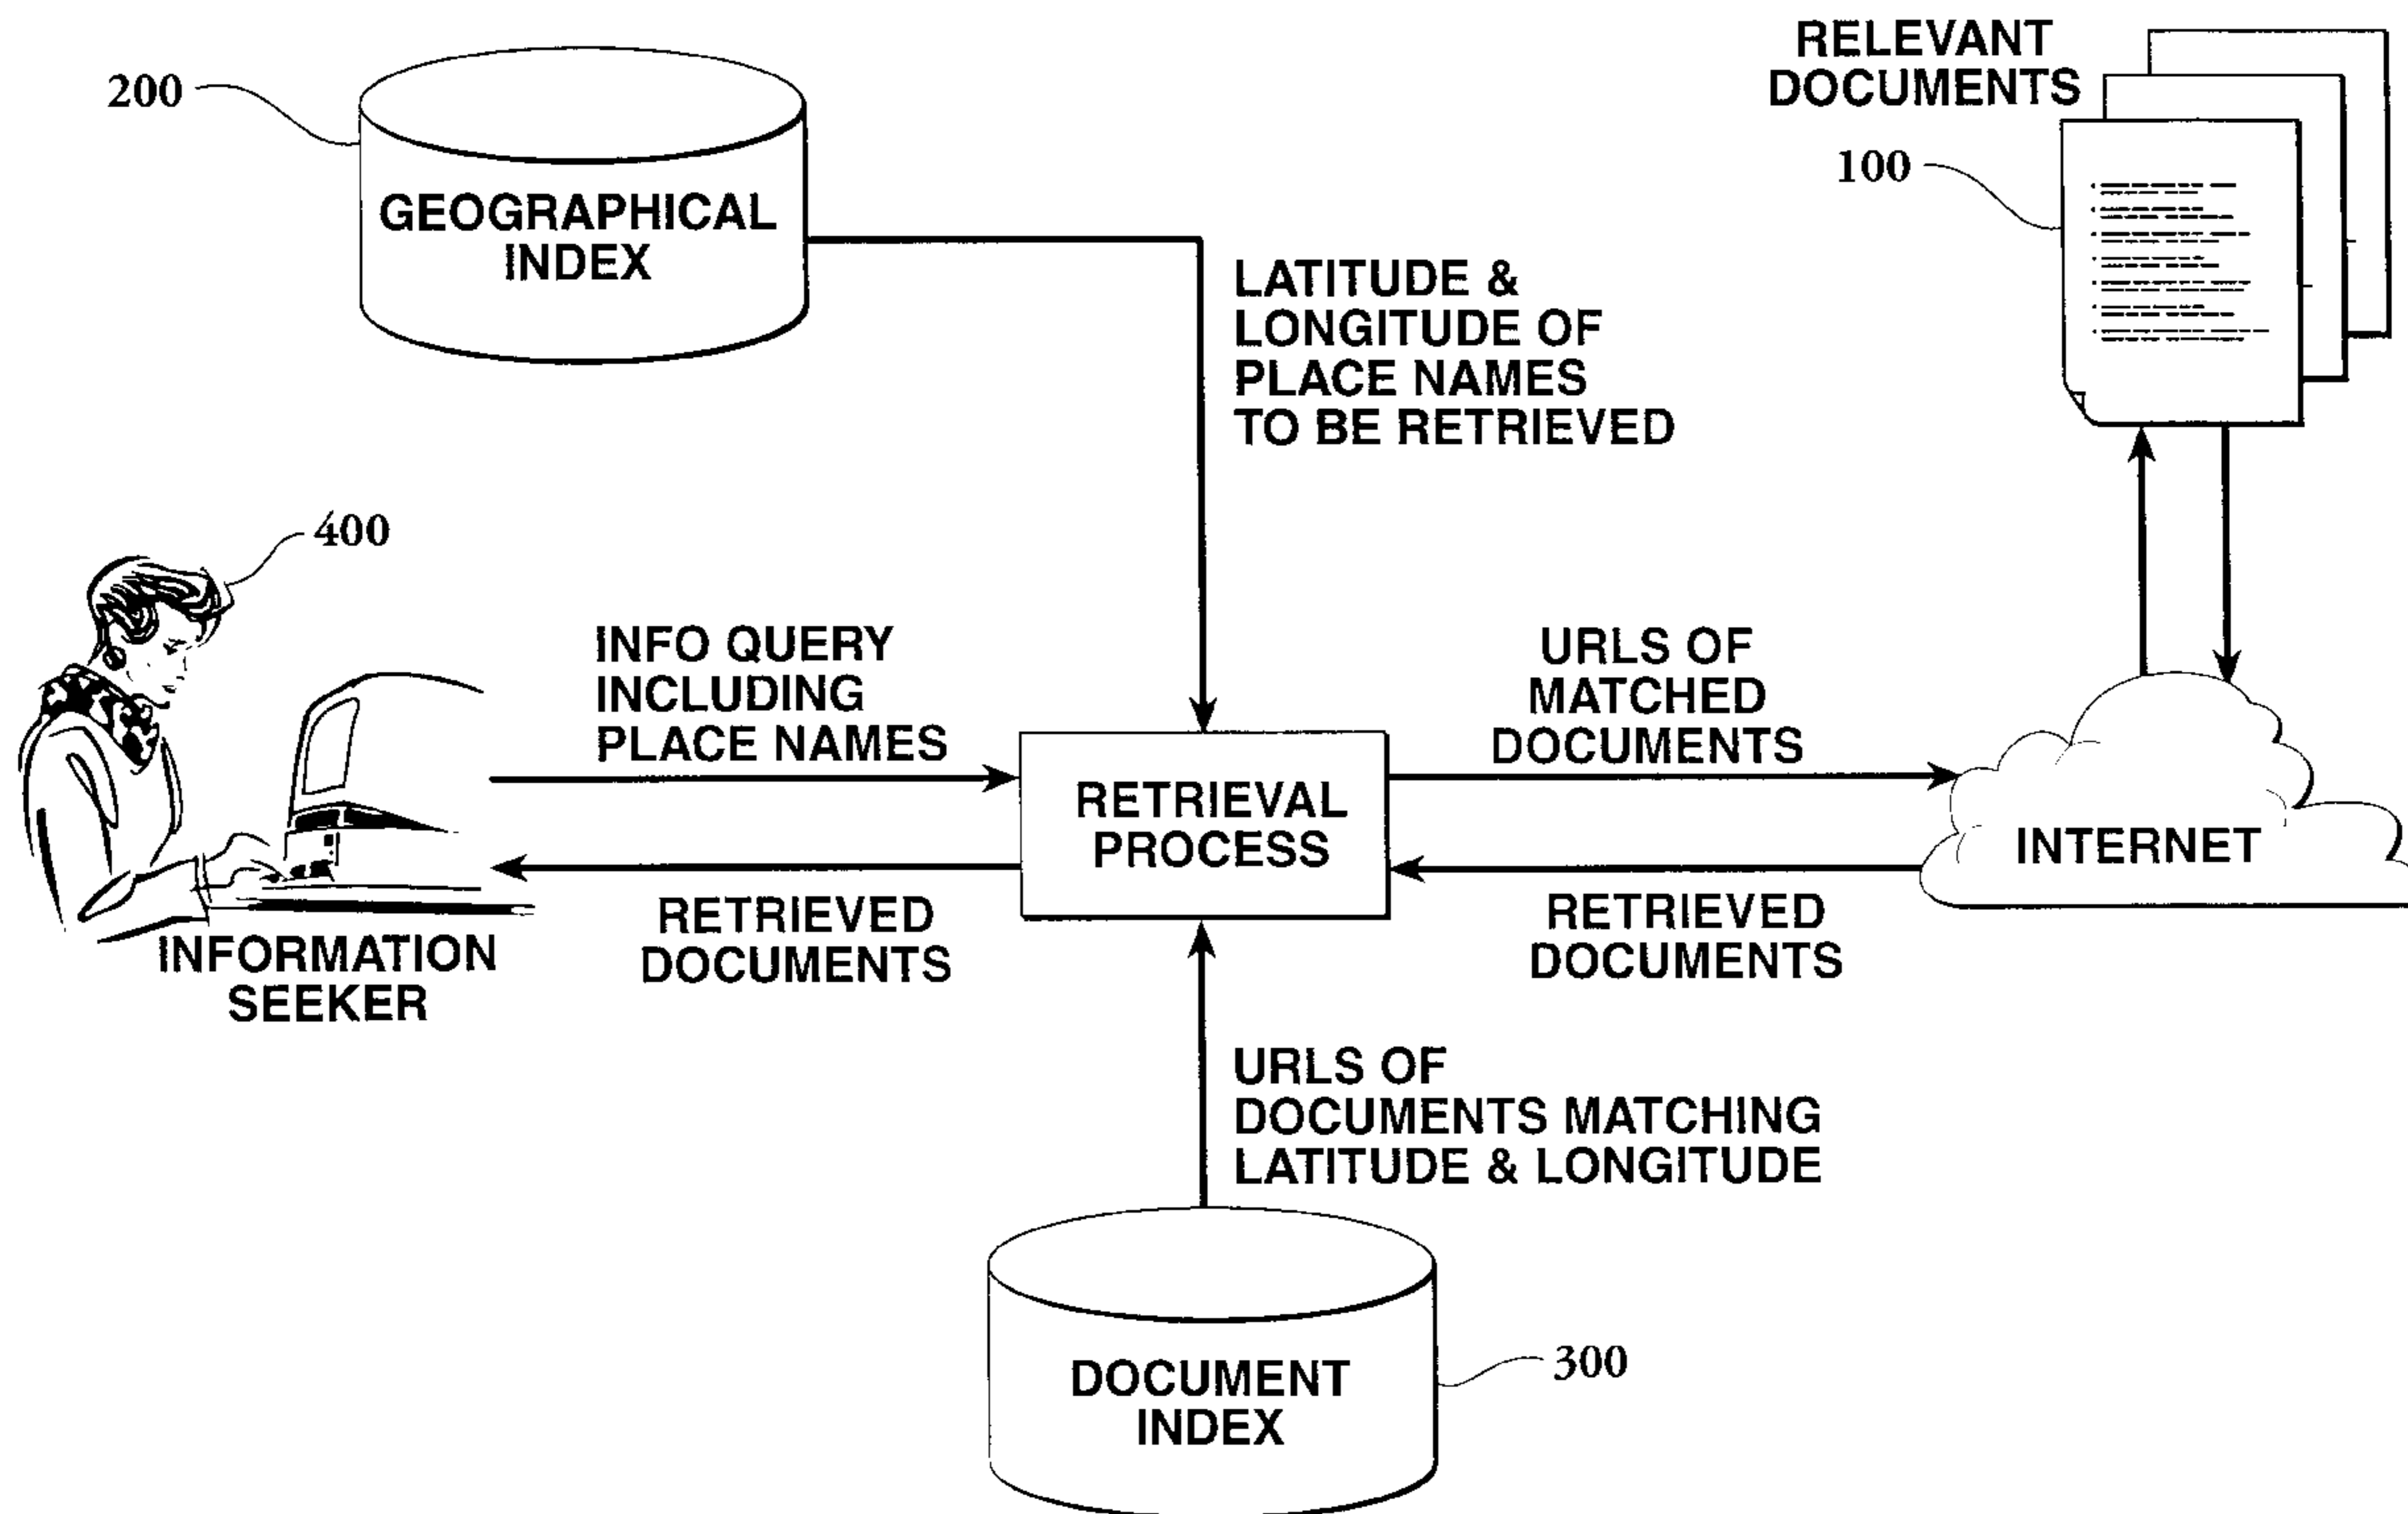 200
GEOGRAPHICAL
INDEX
RELEVANT
DOCUMENTS
100
LATITUDE &
LONGITUDE OF
PLACE NAMES
TO BE RETRIEVED
400
INFO QUERY
INCLUDING
PLACE NAMES
URLS OF
MATCHED
DOCUMENTS
RETRIEVAL
PROCESS
INTERNET
RETRIEVED
DOCUMENTS
RETRIEVED
DOCUMENTS
INFORMATION
SEEKER
URLS OF
DOCUMENTS MATCHING
LATITUDE & LONGITUDE
DOCUMENT
INDEX
300